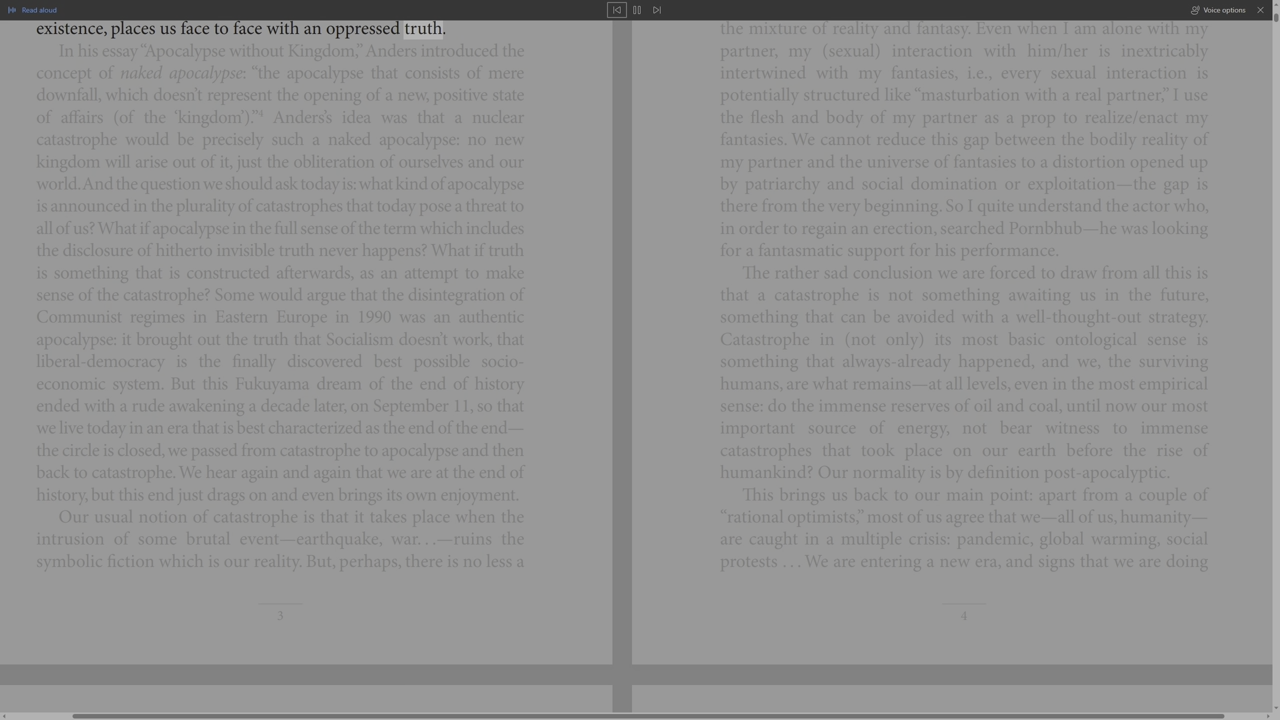 Read aloud
Voice options
existence, places us face to face with an oppressed truth.
In his essay “Apocalypse without Kingdom,” Anders introduced the
concept of naked apocalypse: “the apocalypse that consists of mere
downfall, which doesn’t represent the opening of a new, positive state
of affairs (of the ‘kingdom’).”4 Anders’s idea was that a nuclear
catastrophe would be precisely such a naked apocalypse: no new
kingdom will arise out of it, just the obliteration of ourselves and our
world. And the question we should ask today is: what kind of apocalypse
is announced in the plurality of catastrophes that today pose a threat to
all of us? What if apocalypse in the full sense of the term which includes
the disclosure of hitherto invisible truth never happens? What if truth
is something that is constructed afterwards, as an attempt to make
sense of the catastrophe? Some would argue that the disintegration of
Communist regimes in Eastern Europe in 1990 was an authentic
apocalypse: it brought out the truth that Socialism doesn’t work, that
liberal-democracy is the finally discovered best possible socio-
economic system. But this Fukuyama dream of the end of history
ended with a rude awakening a decade later, on September 11, so that
we live today in an era that is best characterized as the end of the end—
the circle is closed, we passed from catastrophe to apocalypse and then
back to catastrophe. We hear again and again that we are at the end of
history, but this end just drags on and even brings its own enjoyment.
Our usual notion of catastrophe is that it takes place when the
intrusion of some brutal event—earthquake, war. . .—ruins the
symbolic fiction which is our reality. But, perhaps, there is no less a
3
the mixture of reality and fantasy. Even when I am alone with my
partner, my (sexual) interaction with him/her is inextricably
intertwined with my fantasies, i.e., every sexual interaction is
potentially structured like “masturbation with a real partner,” I use
the flesh and body of my partner as a prop to realize/enact my
fantasies. We cannot reduce this gap between the bodily reality of
my partner and the universe of fantasies to a distortion opened up
by patriarchy and social domination or exploitation—the gap is
there from the very beginning. So I quite understand the actor who,
in order to regain an erection, searched Pornbhub—he was looking
for a fantasmatic support for his performance.
The rather sad conclusion we are forced to draw from all this is
that a catastrophe is not something awaiting us in the future,
something that can be avoided with a well-thought-out strategy.
Catastrophe in (not only) its most basic ontological sense is
something that always-already happened, and we, the surviving
humans, are what remains—at all levels, even in the most empirical
sense: do the immense reserves of oil and coal, until now our most
important source of energy, not bear witness to immense
catastrophes that took place on our earth before the rise of
humankind? Our normality is by definition post-apocalyptic.
This brings us back to our main point: apart from a couple of
“rational optimists,” most of us agree that we—all of us, humanity—
are caught in a multiple crisis: pandemic, global warming, social
protests . . . We are entering a new era, and signs that we are doing
4